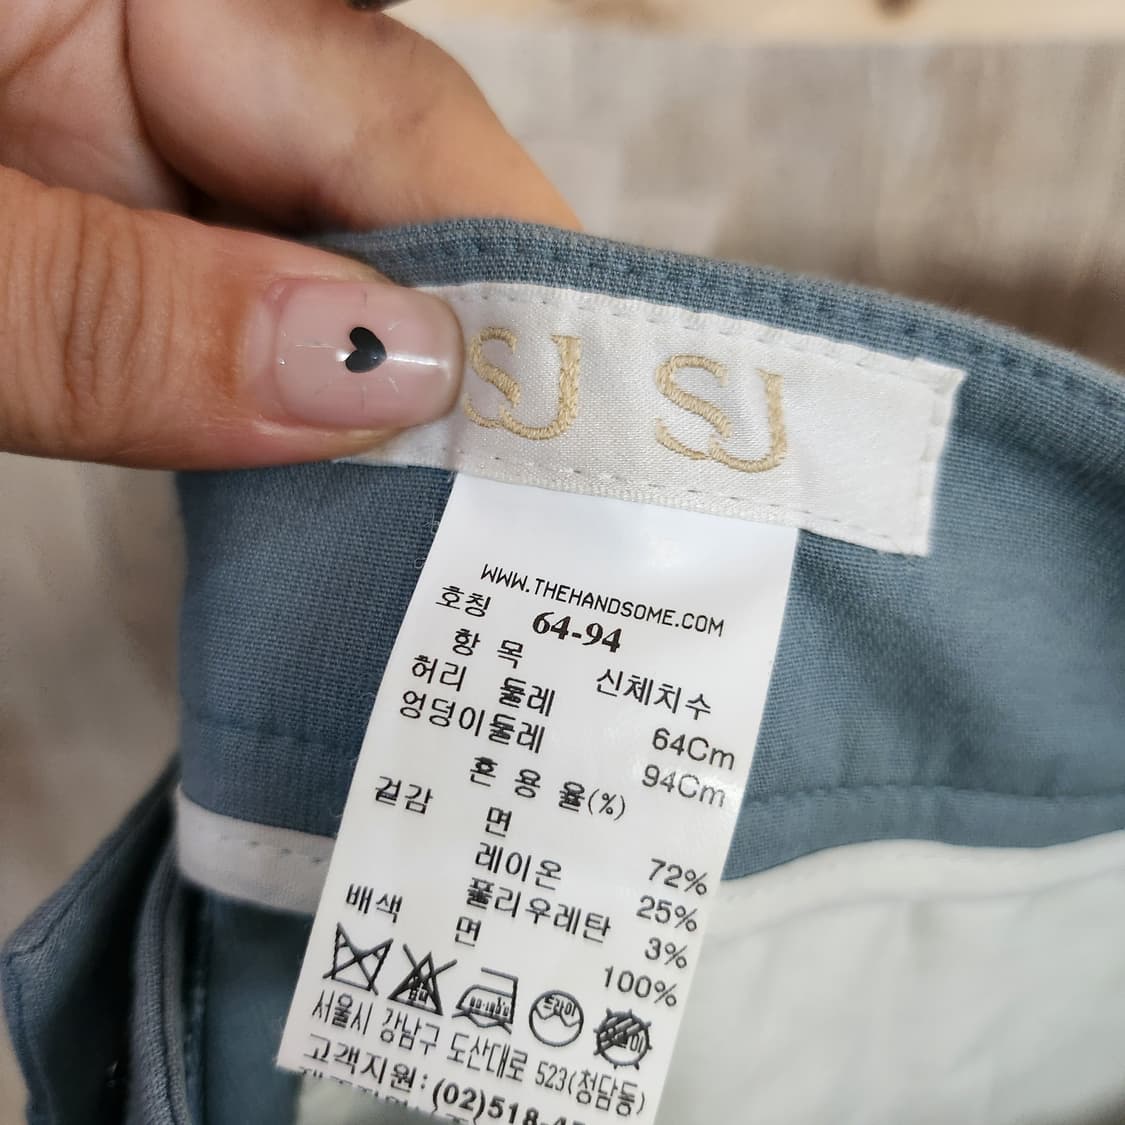 SJ SJ
WWW.THEHANDSOME.COM
호칭 64-94
항 목 신체치수
허리 둘레 64Cm
엉덩이둘레 94Cm
혼 용 율(%)
겉감
면 72%
레이온 25%
폴리우레탄 3%
배색 면 100%
드라이
서울시 강남구 도산대로 523(청담동)
고객지원: (02)518-